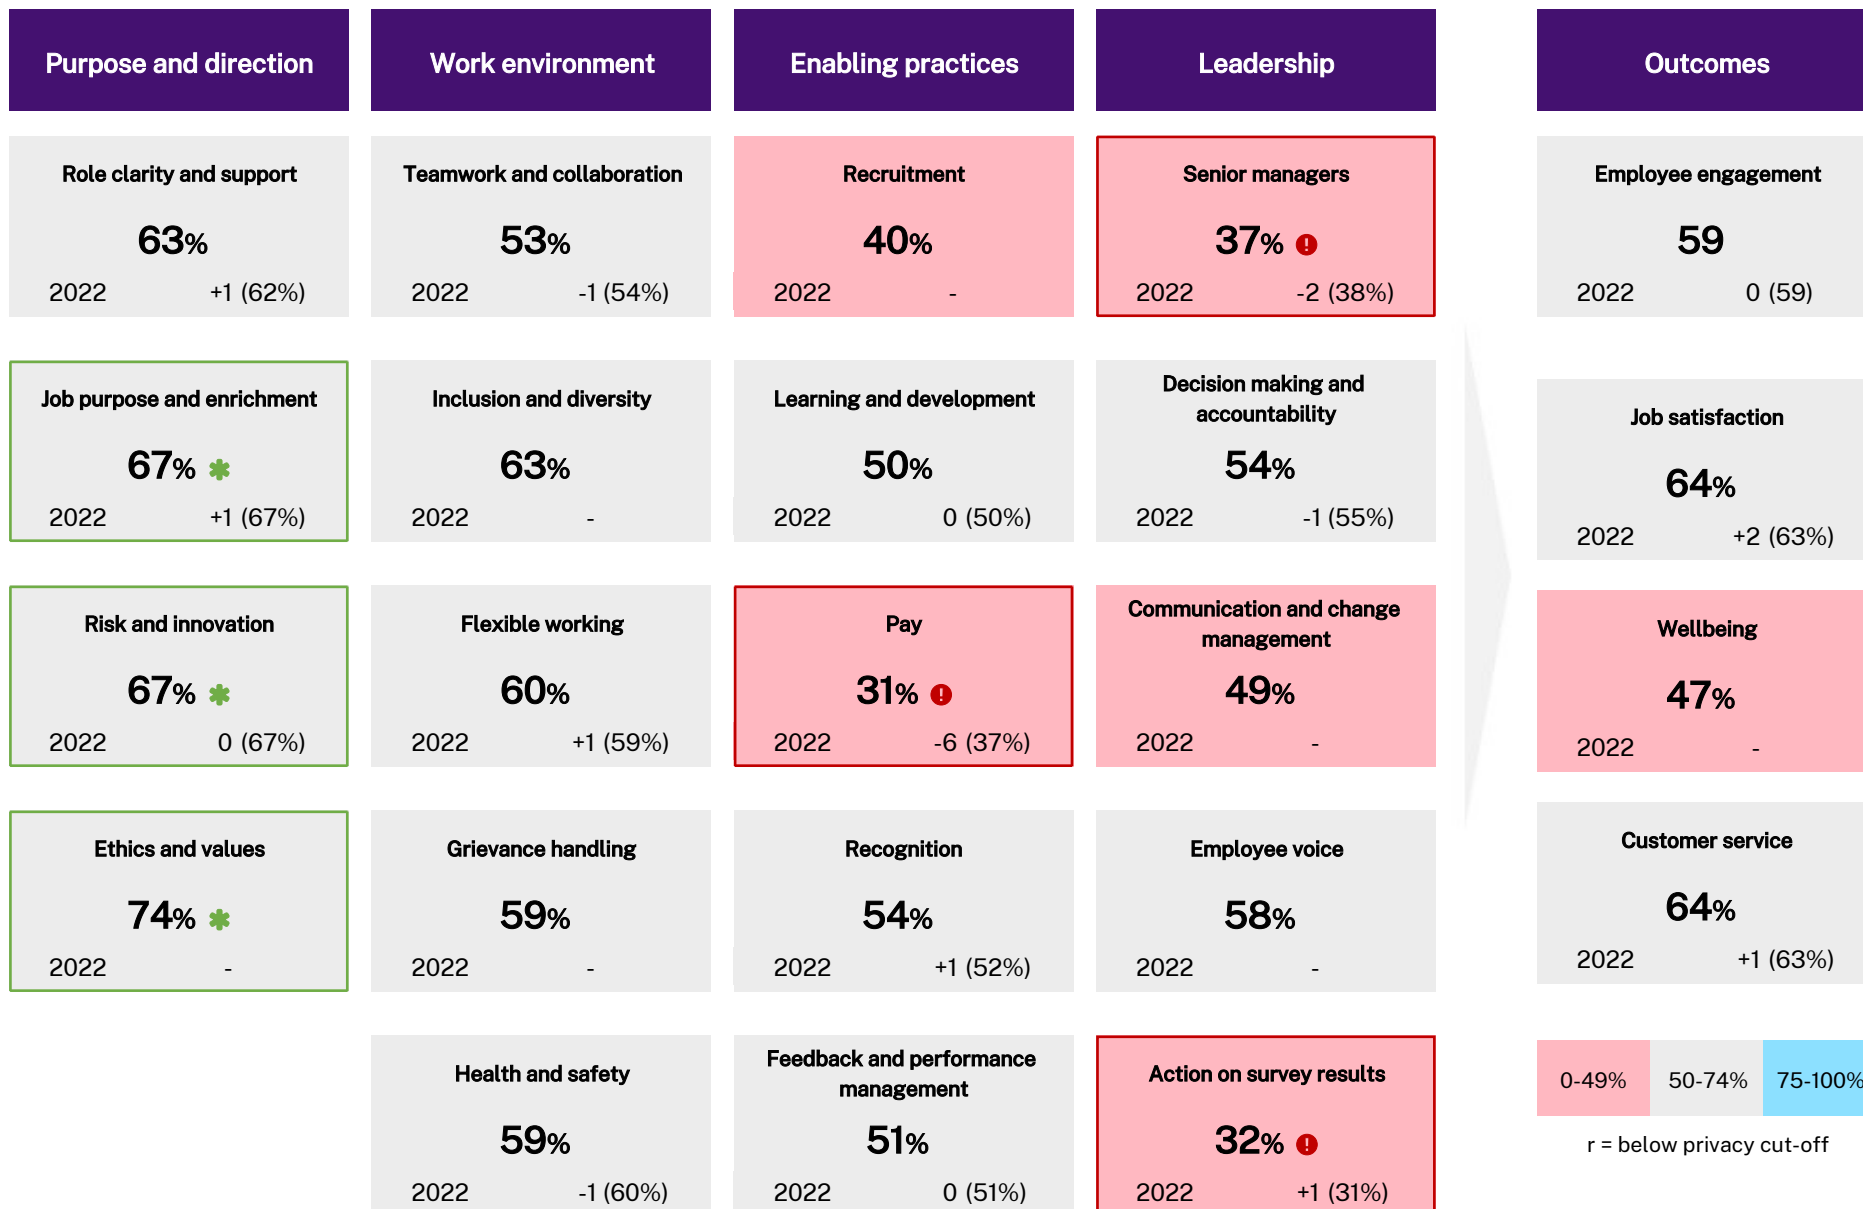 Purpose and direction
Role clarity and support
63%
2022 +1 (62%)
Job purpose and enrichment
67%
2022 +1 (67%)
Risk and innovation
67%
2022 0 (67%)
Ethics and values
74%
2022 -
Work environment
Teamwork and collaboration
53%
2022 -1 (54%)
Inclusion and diversity
63%
2022 -
Flexible working
60%
2022 +1 (59%)
Grievance handling
59%
2022 -
Health and safety
59%
2022 -1 (60%)
Enabling practices
Recruitment
40%
2022 -
Learning and development
50%
2022 0 (50%)
Pay
31%
2022 -6 (37%)
Recognition
54%
2022 +1 (52%)
Feedback and performance
management
51%
2022 0 (51%)
Leadership
Senior managers
37%
2022 -2 (38%)
Decision making and
accountability
54%
2022 -1 (55%)
Communication and change
management
49%
2022 -
Employee voice
58%
2022 -
Action on survey results
32%
2022 +1 (31%)
Outcomes
Employee engagement
59
2022 0 (59)
Job satisfaction
64%
2022 +2 (63%)
Wellbeing
47%
2022 -
Customer service
64%
2022 +1 (63%)
0-49% 50-74% 75-100%
r = below privacy cut-off